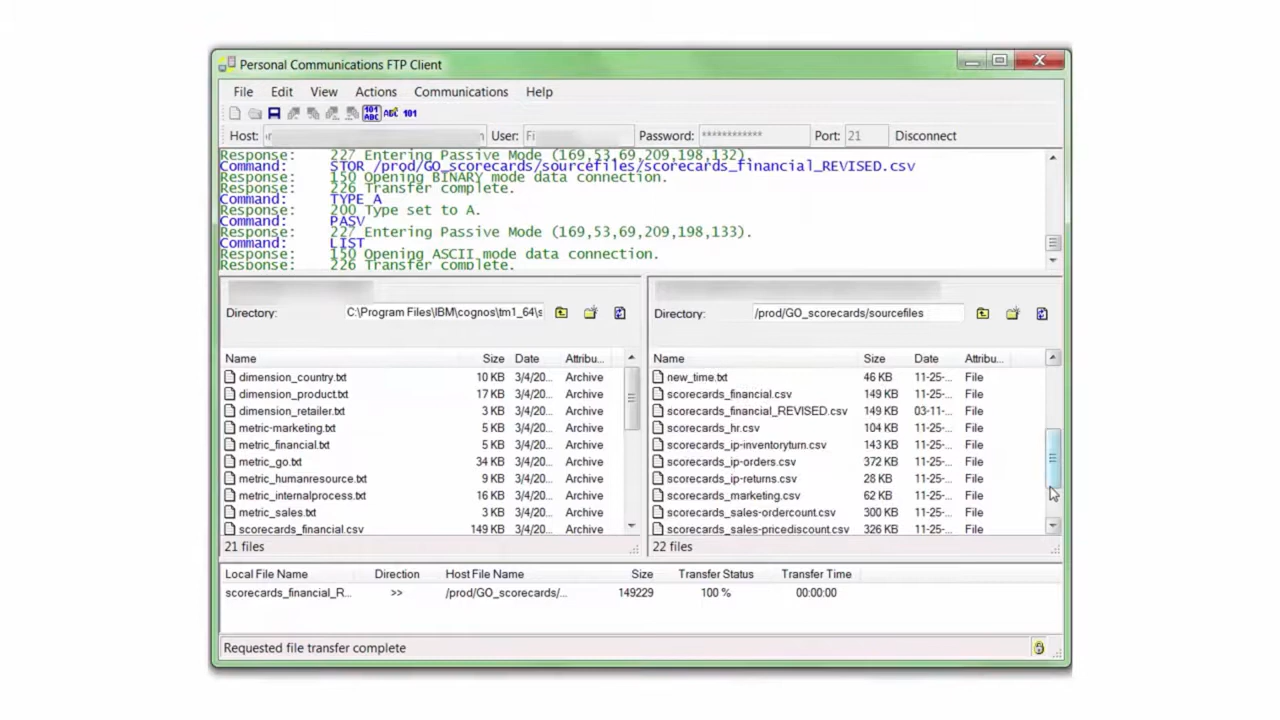 Personal Communications FTP Client
File Edit View Actions Communications Help
101 ABC ABC 101
Host: User: Fi Password: ************ Port: 21 Disconnect
Response: 227 Entering Passive Mode (169,53,69,209,198,132).
Command: STOR /prod/GO_scorecards/sourcefiles/scorecards_financial_REVISED.csv
Response: 150 Opening BINARY mode data connection.
Response: 226 Transfer complete.
Command: TYPE A
Response: 200 Type set to A.
Command: PASV
Response: 227 Entering Passive Mode (169,53,69,209,198,133).
Command: LIST
Response: 150 Opening ASCII mode data connection.
Response: 226 Transfer complete.
Directory: C:\Program Files\IBM\cognos\tm1_64\s
Name Size Date Attribu...
dimension_country.txt 10 KB 3/4/20... Archive
dimension_product.txt 17 KB 3/4/20... Archive
dimension_retailer.txt 3 KB 3/4/20... Archive
metric-marketing.txt 5 KB 3/4/20... Archive
metric_financial.txt 5 KB 3/4/20... Archive
metric_go.txt 34 KB 3/4/20... Archive
metric_humanresource.txt 9 KB 3/4/20... Archive
metric_internalprocess.txt 16 KB 3/4/20... Archive
metric_sales.txt 3 KB 3/4/20... Archive
scorecards_financial.csv 149 KB 3/4/20... Archive
21 files
Directory: /prod/GO_scorecards/sourcefiles
Name Size Date Attribu...
new_time.txt 46 KB 11-25-... File
scorecards_financial.csv 149 KB 11-25-... File
scorecards_financial_REVISED.csv 149 KB 03-11-... File
scorecards_hr.csv 104 KB 11-25-... File
scorecards_ip-inventoryturn.csv 143 KB 11-25-... File
scorecards_ip-orders.csv 372 KB 11-25-... File
scorecards_ip-returns.csv 28 KB 11-25-... File
scorecards_marketing.csv 62 KB 11-25-... File
scorecards_sales-ordercount.csv 300 KB 11-25-... File
scorecards_sales-pricediscount.csv 326 KB 11-25-... File
22 files
Local File Name Direction Host File Name Size Transfer Status Transfer Time
scorecards_financial_R... >> /prod/GO_scorecards/... 149229 100 % 00:00:00
Requested file transfer complete